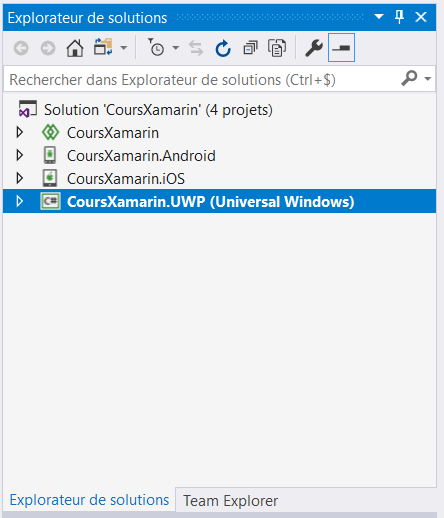 Explorateur de solutions
Rechercher dans Explorateur de solutions (Ctrl+$)
Solution 'CoursXamarin' (4 projets)
CoursXamarin
CoursXamarin.Android
CoursXamarin.iOS
C# CoursXamarin.UWP (Universal Windows)
Explorateur de solutions Team Explorer